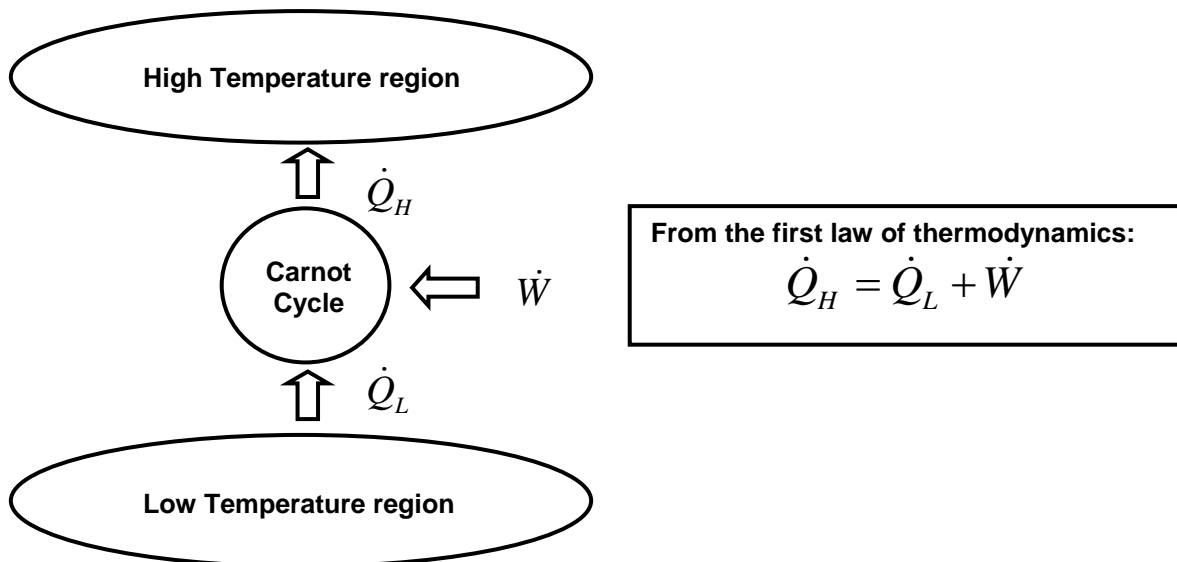 High Temperature region
Q̇_H
From the first law of thermodynamics:
Q̇_H = Q̇_L + Ẇ
Carnot
Cycle
Ẇ
Q̇_L
Low Temperature region